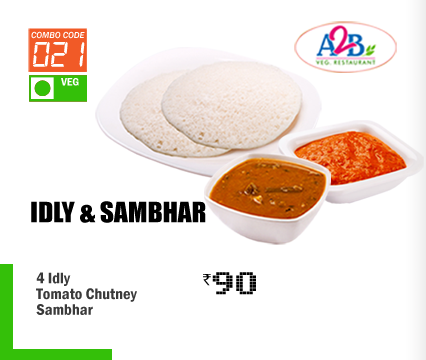 COMBO CODE
021
VEG
A2B
VEG. RESTAURANT
IDLY & SAMBHAR
4 Idly
Tomato Chutney
Sambhar
₹90